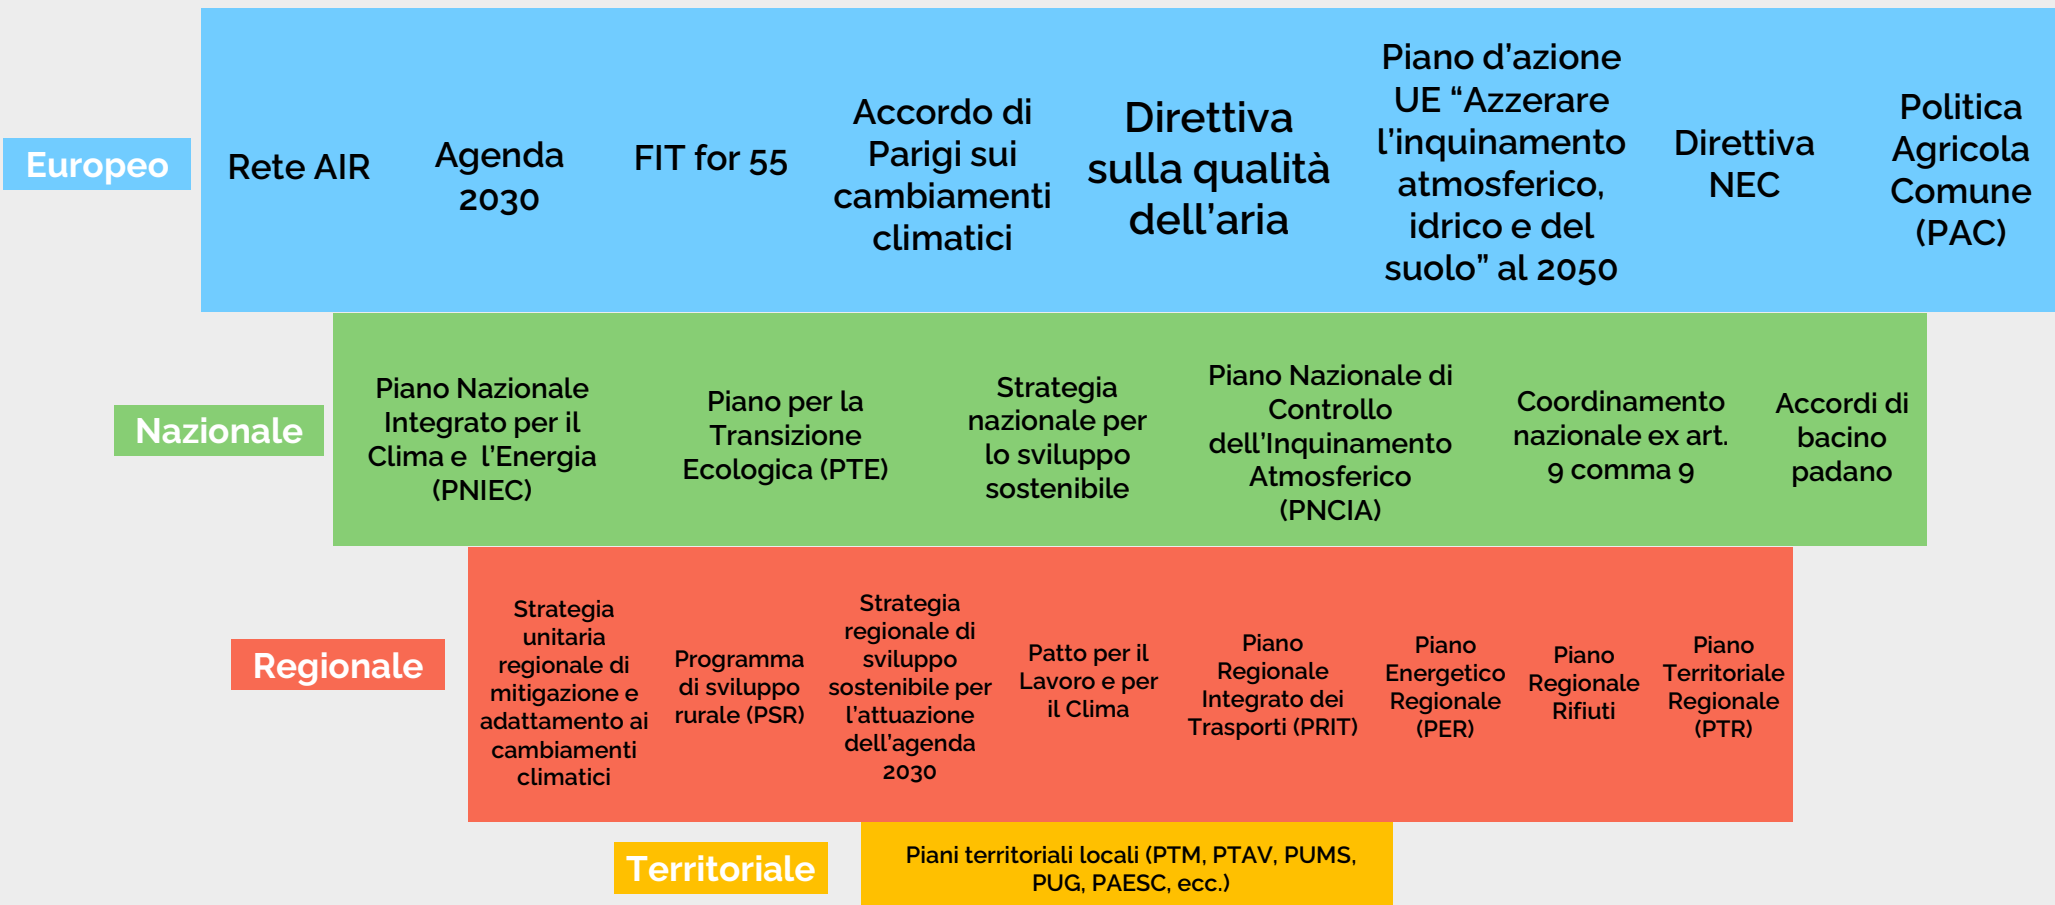 Europeo
Rete AIR
Agenda
2030
FIT for 55
Accordo di
Parigi sui
cambiamenti
climatici
Direttiva
sulla qualità
dell’aria
Piano d’azione
UE “Azzerare
l’inquinamento
atmosferico,
idrico e del
suolo” al 2050
Direttiva
NEC
Politica
Agricola
Comune
(PAC)
Nazionale
Piano Nazionale
Integrato per il
Clima e l’Energia
(PNIEC)
Piano per la
Transizione
Ecologica (PTE)
Strategia
nazionale per
lo sviluppo
sostenibile
Piano Nazionale di
Controllo
dell’Inquinamento
Atmosferico
(PNCIA)
Coordinamento
nazionale ex art.
9 comma 9
Accordi di
bacino
padano
Regionale
Strategia
unitaria
regionale di
mitigazione e
adattamento ai
cambiamenti
climatici
Programma
di sviluppo
rurale (PSR)
Strategia
regionale di
sviluppo
sostenibile per
l’attuazione
dell’agenda
2030
Patto per il
Lavoro e per
il Clima
Piano
Regionale
Integrato dei
Trasporti (PRIT)
Piano
Energetico
Regionale
(PER)
Piano
Regionale
Rifiuti
Piano
Territoriale
Regionale
(PTR)
Territoriale
Piani territoriali locali (PTM, PTAV, PUMS,
PUG, PAESC, ecc.)